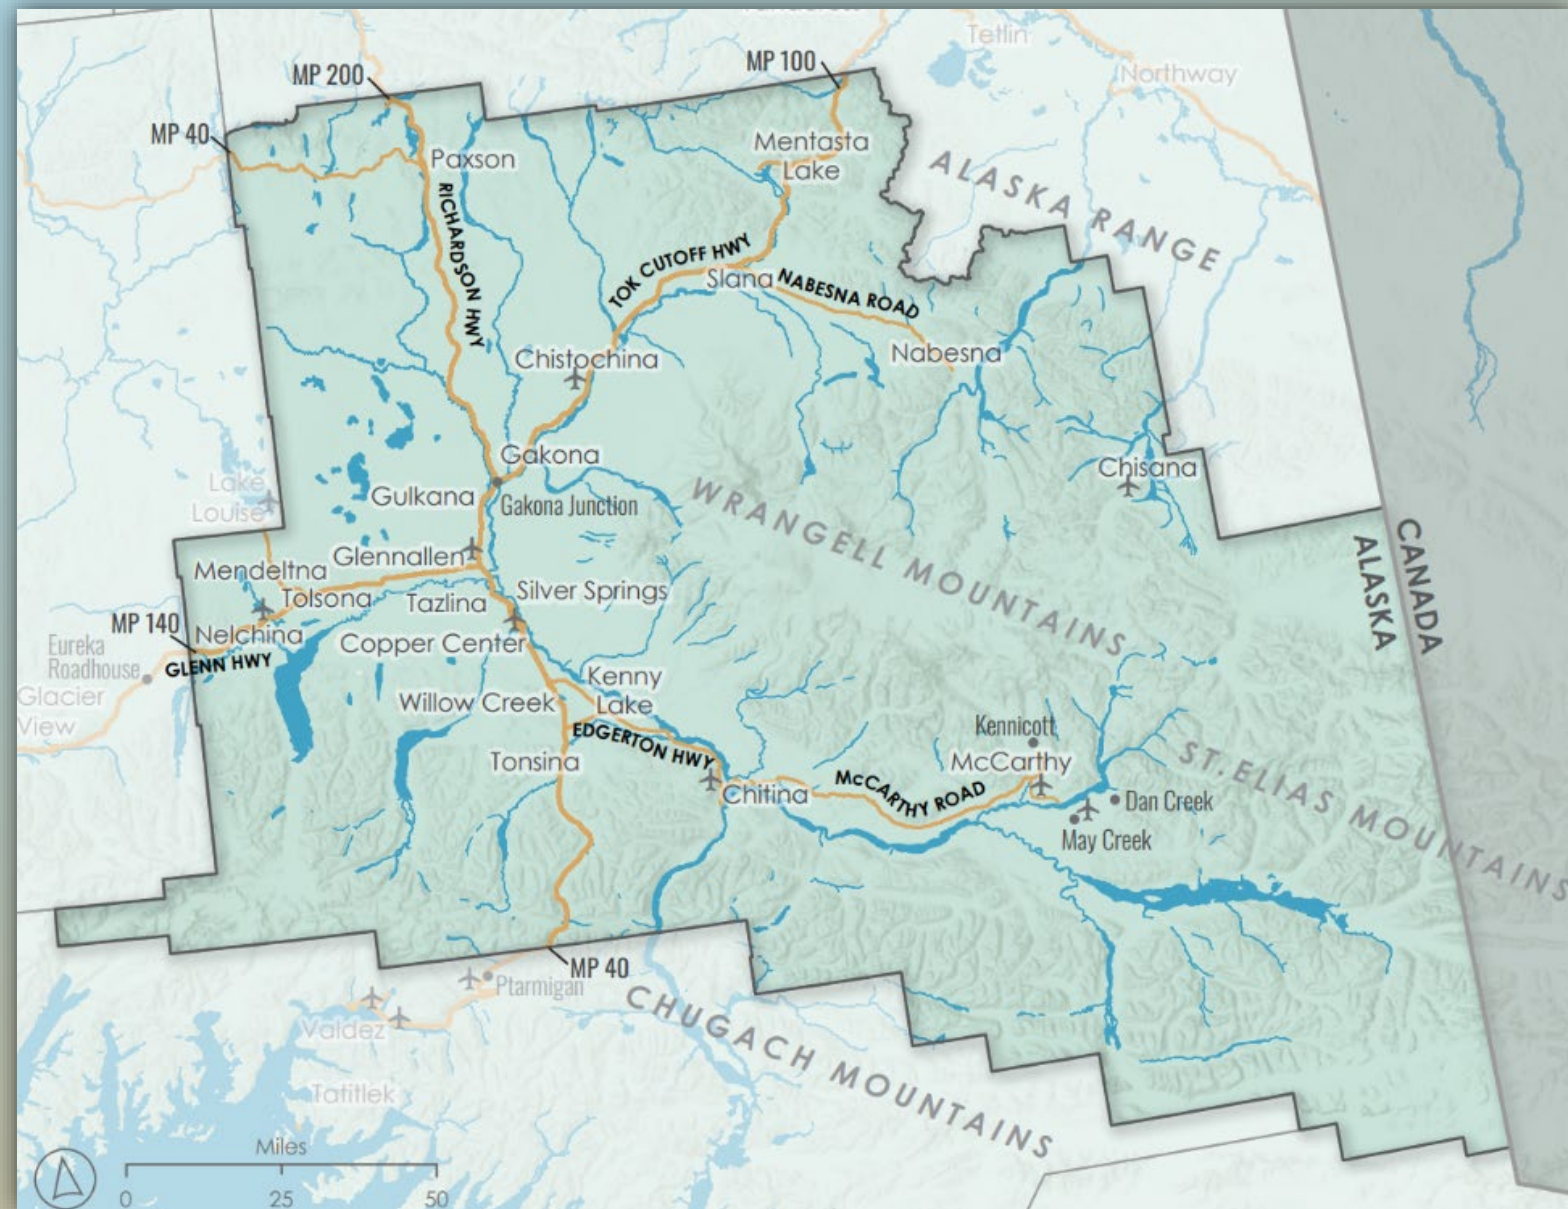 Tetlin
MP 100
MP 200
Northway
MP 40
Mentasta
Lake
Paxson
ALASKA RANGE
RICHARDSON HWY
TOK CUTOFF HWY
Slana
NABESNA ROAD
Nabesna
Chistochina
Gakona
Chisana
Lake
Louise
Gulkana
Gakona Junction
WRANGELL MOUNTAINS
CANADA
ALASKA
Glennallen
Mendeltna
Tolsona
Tazlina
Silver Springs
MP 140
Nelchina
Copper Center
Eureka
Roadhouse
GLENN HWY
Glacier
View
Kenny
Lake
Willow Creek
EDGERTON HWY
Kennicott
Tonsina
McCarthy
ST. ELIAS MOUNTAINS
Chitina
McCARTHY ROAD
Dan Creek
May Creek
MP 40
Ptarmigan
CHUGACH MOUNTAINS
Valdez
Tatitlek
Miles
0 25 50